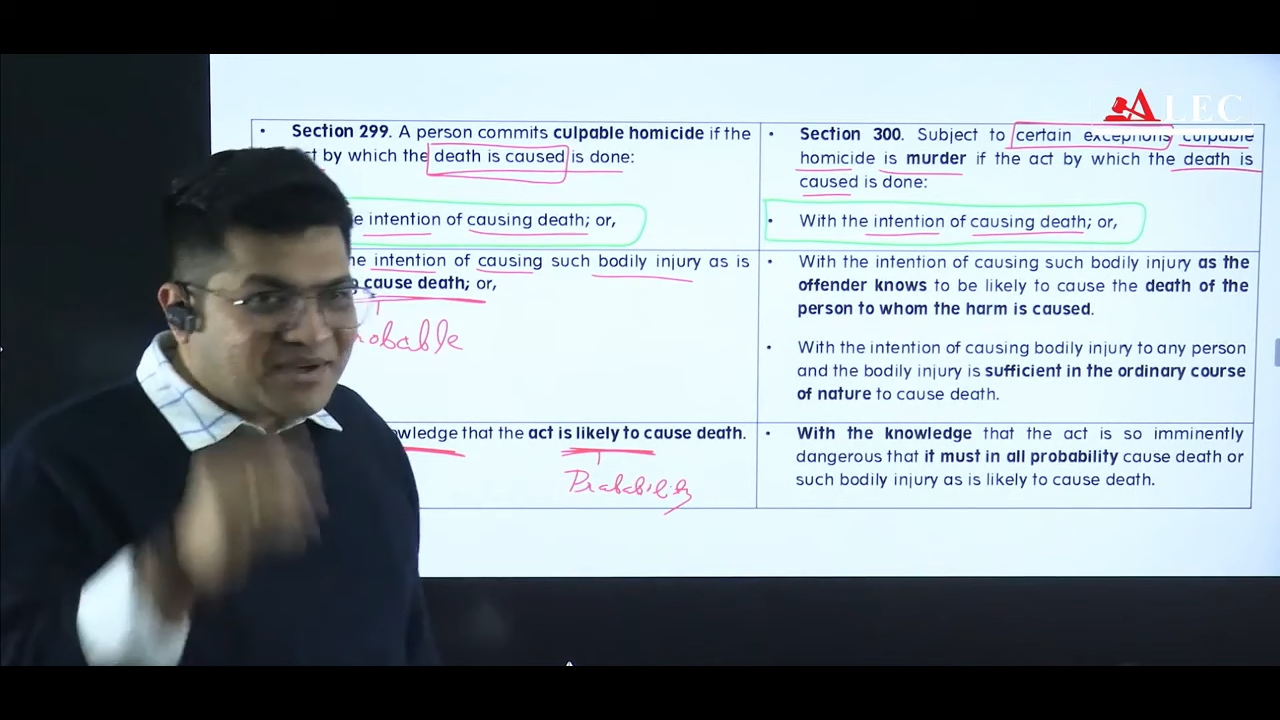 ALEC
Section 299. A person commits culpable homicide if the
act by which the death is caused is done:
intention of causing death; or,
intention of causing such bodily injury as is
cause death; or,
Probable
knowledge that the act is likely to cause death.
Probability
Section 300. Subject to certain exceptions culpable
homicide is murder if the act by which the death is
caused is done:
With the intention of causing death; or,
With the intention of causing such bodily injury as the
offender knows to be likely to cause the death of the
person to whom the harm is caused.
With the intention of causing bodily injury to any person
and the bodily injury is sufficient in the ordinary course
of nature to cause death.
With the knowledge that the act is so imminently
dangerous that it must in all probability cause death or
such bodily injury as is likely to cause death.